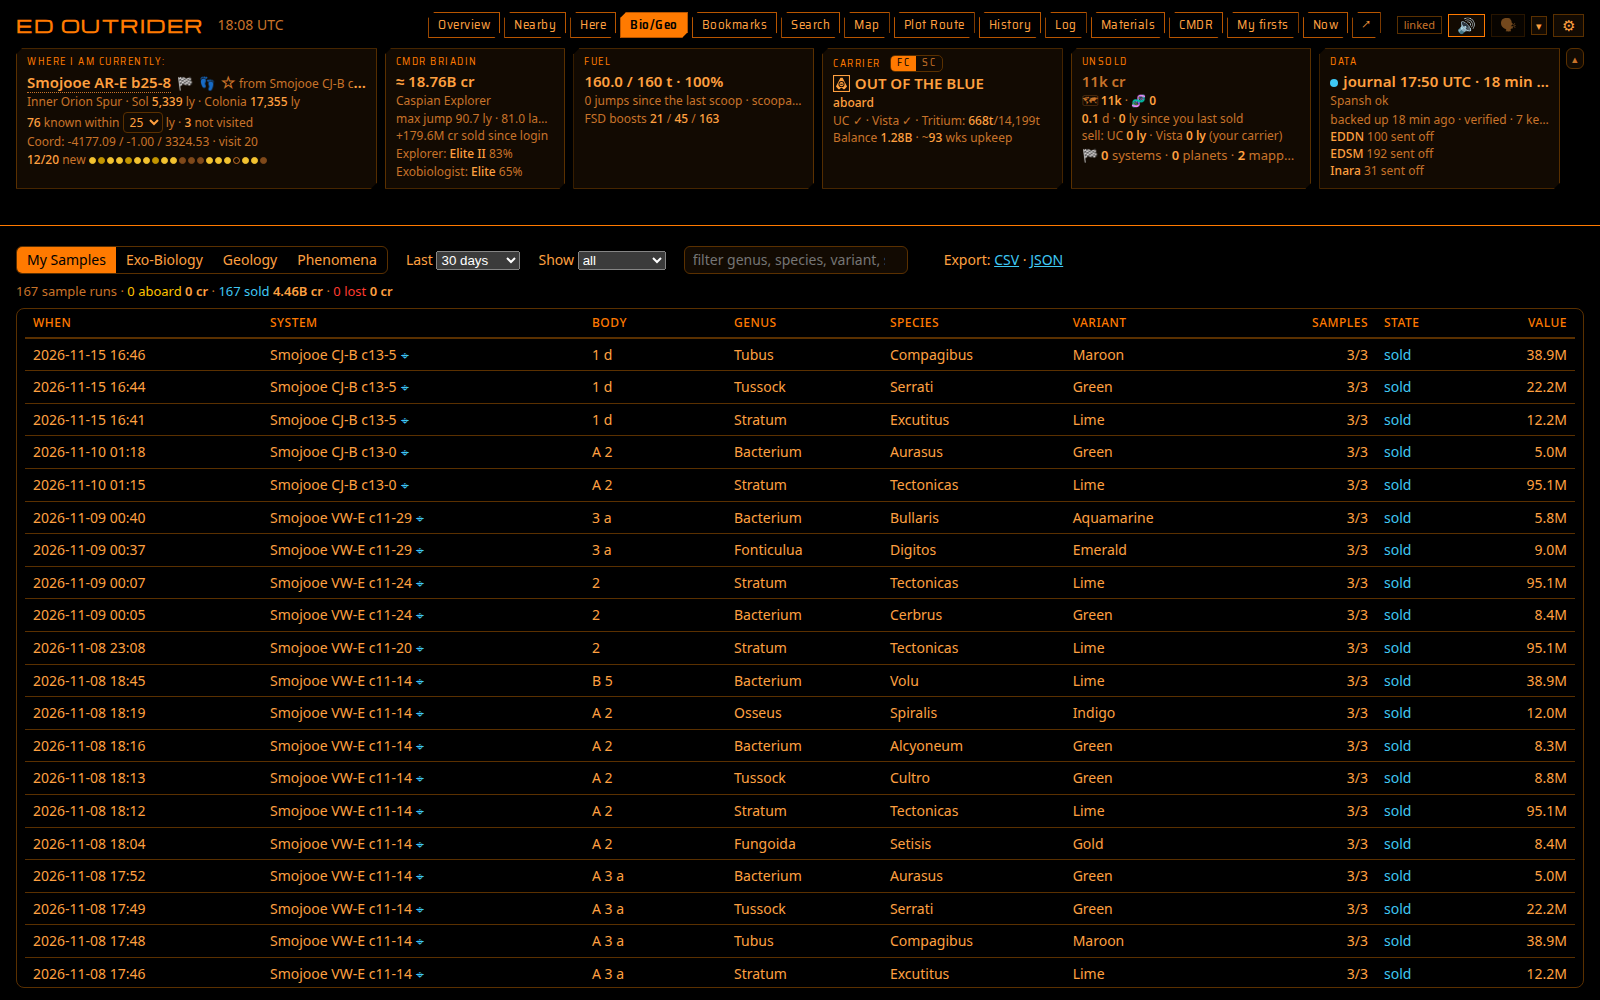 ED OUTRIDER 18:08 UTC Overview Nearby Here Bio/Geo Bookmarks Search Map Plot Route History Log Materials CMDR My firsts Now ↗ linked
WHERE I AM CURRENTLY:
Smojooe AR-E b25-8 from Smojooe CJ-B c...
Inner Orion Spur · Sol 5,339 ly · Colonia 17,355 ly
76 known within 25 ly · 3 not visited
Coord: -4177.09 / -1.00 / 3324.53 · visit 20
12/20 new
CMDR BRIADIN
≈ 18.76B cr
Caspian Explorer
max jump 90.7 ly · 81.0 la...
+179.6M cr sold since login
Explorer: Elite II 83%
Exobiologist: Elite 65%
FUEL
160.0 / 160 t · 100%
0 jumps since the last scoop · scoopa...
FSD boosts 21 / 45 / 163
CARRIER FC SC
OUT OF THE BLUE
aboard
UC ✓ · Vista ✓ · Tritium: 668t/14,199t
Balance 1.28B · ~93 wks upkeep
UNSOLD
11k cr
11k · 0
0.1 d · 0 ly since you last sold
sell: UC 0 ly · Vista 0 ly (your carrier)
0 systems · 0 planets · 2 mapp...
DATA
journal 17:50 UTC · 18 min ...
Spansh ok
backed up 18 min ago · verified · 7 ke...
EDDN 100 sent off
EDSM 192 sent off
Inara 31 sent off
My Samples Exo-Biology Geology Phenomena Last 30 days Show all filter genus, species, variant, Export: CSV · JSON
167 sample runs · 0 aboard 0 cr · 167 sold 4.46B cr · 0 lost 0 cr
WHEN SYSTEM BODY GENUS SPECIES VARIANT SAMPLES STATE VALUE
2026-11-15 16:46 Smojooe CJ-B c13-5 1 d Tubus Compagibus Maroon 3/3 sold 38.9M
2026-11-15 16:44 Smojooe CJ-B c13-5 1 d Tussock Serrati Green 3/3 sold 22.2M
2026-11-15 16:41 Smojooe CJ-B c13-5 1 d Stratum Excutitus Lime 3/3 sold 12.2M
2026-11-10 01:18 Smojooe CJ-B c13-0 A 2 Bacterium Aurasus Green 3/3 sold 5.0M
2026-11-10 01:15 Smojooe CJ-B c13-0 A 2 Stratum Tectonicas Lime 3/3 sold 95.1M
2026-11-09 00:40 Smojooe VW-E c11-29 3 a Bacterium Bullaris Aquamarine 3/3 sold 5.8M
2026-11-09 00:37 Smojooe VW-E c11-29 3 a Fonticulua Digitos Emerald 3/3 sold 9.0M
2026-11-09 00:07 Smojooe VW-E c11-24 2 Stratum Tectonicas Lime 3/3 sold 95.1M
2026-11-09 00:05 Smojooe VW-E c11-24 2 Bacterium Cerbrus Green 3/3 sold 8.4M
2026-11-08 23:08 Smojooe VW-E c11-20 2 Stratum Tectonicas Lime 3/3 sold 95.1M
2026-11-08 18:45 Smojooe VW-E c11-14 B 5 Bacterium Volu Lime 3/3 sold 38.9M
2026-11-08 18:19 Smojooe VW-E c11-14 A 2 Osseus Spiralis Indigo 3/3 sold 12.0M
2026-11-08 18:16 Smojooe VW-E c11-14 A 2 Bacterium Alcyoneum Green 3/3 sold 8.3M
2026-11-08 18:13 Smojooe VW-E c11-14 A 2 Tussock Cultro Green 3/3 sold 8.8M
2026-11-08 18:12 Smojooe VW-E c11-14 A 2 Stratum Tectonicas Lime 3/3 sold 95.1M
2026-11-08 18:04 Smojooe VW-E c11-14 A 2 Fungoida Setisis Gold 3/3 sold 8.4M
2026-11-08 17:52 Smojooe VW-E c11-14 A 3 a Bacterium Aurasus Green 3/3 sold 5.0M
2026-11-08 17:49 Smojooe VW-E c11-14 A 3 a Tussock Serrati Green 3/3 sold 22.2M
2026-11-08 17:48 Smojooe VW-E c11-14 A 3 a Tubus Compagibus Maroon 3/3 sold 38.9M
2026-11-08 17:46 Smojooe VW-E c11-14 A 3 a Stratum Excutitus Lime 3/3 sold 12.2M